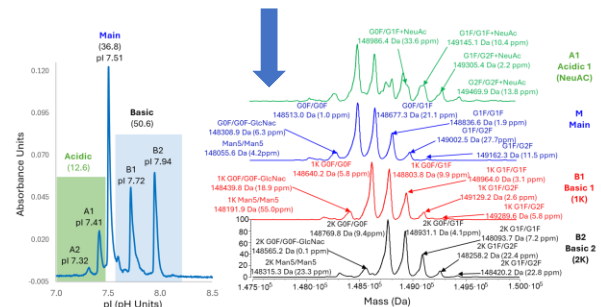 Main
(36.8)
pI 7.51
Basic
(50.6)
Acidic
(12.6)
A1
pI 7.41
A2
pI 7.32
B1
pI 7.72
B2
pI 7.94
Absorbance Units
0.120
0.095
0.070
0.045
0.020
-0.005
7.0
7.5
8.0
8.5
pI (pH Units)
G0F/G1F+NeuAc
148986.4 Da (33.6 ppm)
G1F/G1F+NeuAc
149145.1 Da (10.4 ppm)
G1F/G2F+NeuAc
149305.4 Da (2.2 ppm)
G2F/G2F+NeuAc
149469.9 Da (13.8 ppm)
A1
Acidic 1
(NeuAC)
G0F/G0F
148513.0 Da (1.0 ppm)
G0F/G1F
148677.3 Da (21.1 ppm)
G0F/G0F-GlcNac
148308.9 Da (6.3 ppm)
Man5/Man5
148055.6 Da (4.2ppm)
G1F/G1F
148836.6 Da (1.9 ppm)
G1F/G2F
149002.5 Da (27.7ppm)
G1F/G2F
149162.3 Da (11.5 ppm)
M
Main
1K G0F/G0F
148640.2 Da (5.8 ppm)
1K G0F/G1F
148803.8 Da (9.9 ppm)
1K G0F/G0F-GlcNac
148439.8 Da (18.9 ppm)
1K Man5/Man5
148191.9 Da (55.0ppm)
1K G1F/G1F
148964.0 Da (3.1 ppm)
1K G1F/G2F
149129.2 Da (2.6 ppm)
1K G1F/G2F
149289.6 Da (5.8 ppm)
B1
Basic 1
(1K)
2K G0F/G0F
148769.8 Da (9.4ppm)
2K G0F/G1F
148931.1 Da (4.1 ppm)
2K G0F/G0F-GlcNac
148565.2 Da (0.1 ppm)
2K Man5/Man5
148315.3 Da (23.3 ppm)
2K G1F/G1F
148093.7 Da (7.2 ppm)
2K G1F/G2F
148258.2 Da (22.4 ppm)
2K G1F/G2F
148420.2 Da (22.8 ppm)
B2
Basic 2
(2K)
100
80
60
40
20
0
1.475·10⁵
1.480·10⁵
1.485·10⁵
1.490·10⁵
1.495·10⁵
1.500·10⁵
Mass (Da)